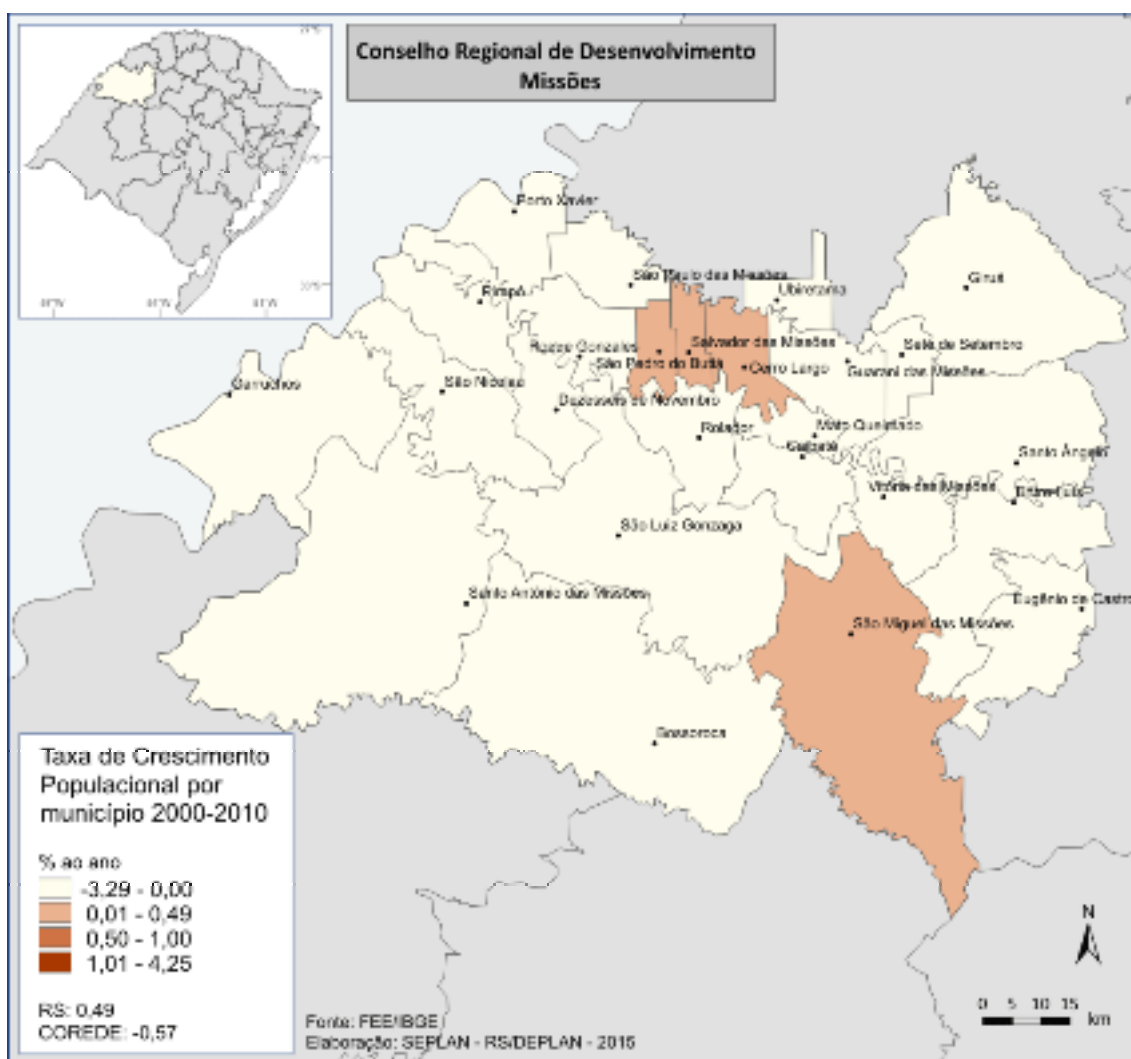 Conselho Regional de Desenvolvimento
Missões
Porto Xavier
São Paulo das Missões
Ubiretama
Giruá
Pirapó
Roque Gonzales
Salvador das Missões
Sete de Setembro
São Pedro do Butiá
Cerro Largo
Guarani das Missões
Garruchos
São Nicolau
Dezesseis de Novembro
Rolador
Mato Queimado
Caibaté
Santo Ângelo
Vitória das Missões
Entre-Ijuís
São Luiz Gonzaga
Santo Antônio das Missões
Eugênio de Castro
São Miguel das Missões
Bossoroca
Taxa de Crescimento
Populacional por
município 2000-2010
% ao ano
-3.29 - 0,00
0,01 - 0,49
0,50 - 1,00
1,01 - 4,25
RS: 0,49
COREDE: -0,57
Fonte: FEE/IBGE
Elaboração: SEPLAN - RS/DEPLAN - 2015
N
0 5 10 15
km